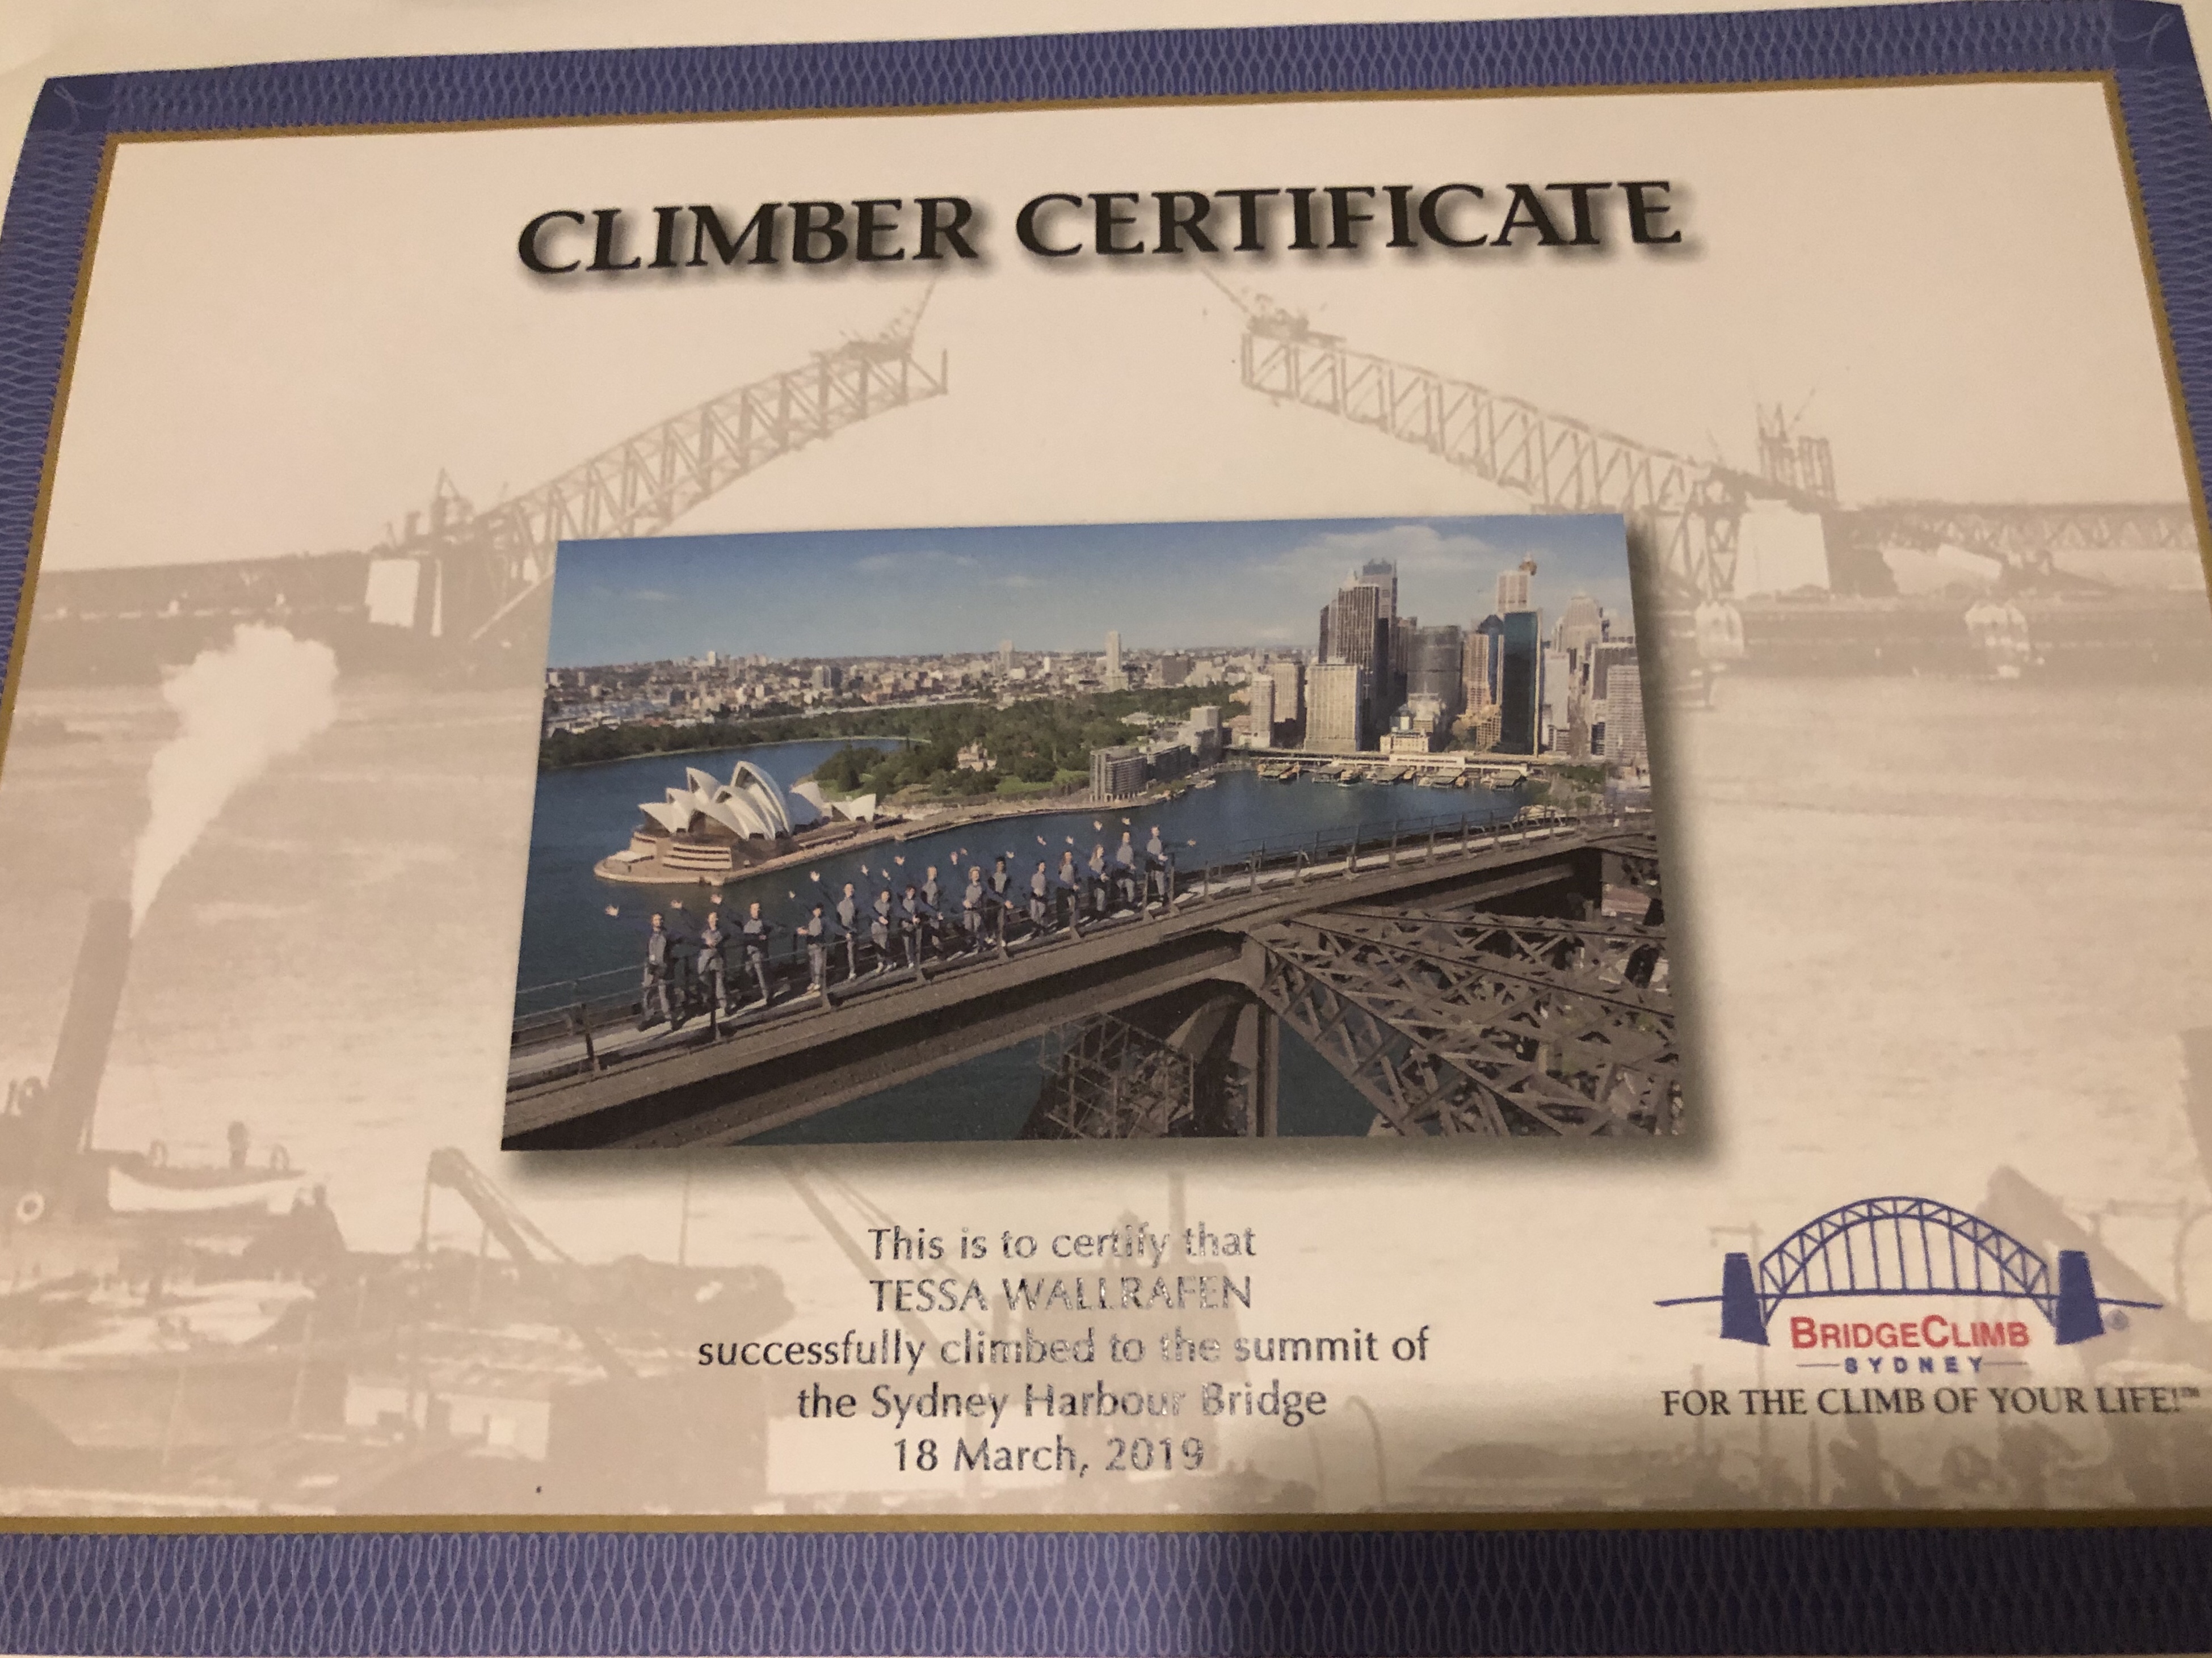 CLIMBER CERTIFICATE
This is to certify that
TESSA WALLRAFEN
successfully climbed to the summit of
the Sydney Harbour Bridge
18 March, 2019
BRIDGECLIMB®
SYDNEY
FOR THE CLIMB OF YOUR LIFE!™